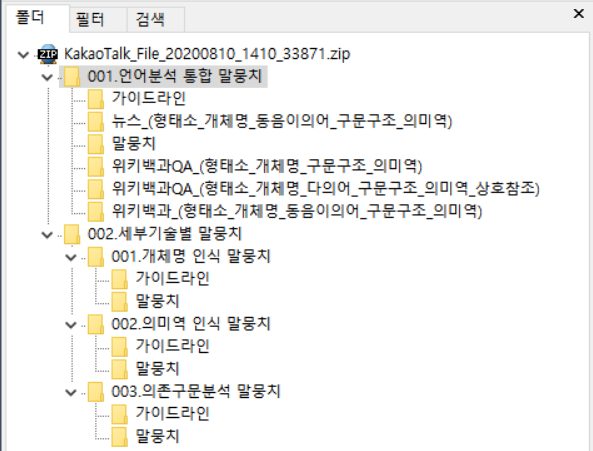 폴더 필터 검색
KakaoTalk_File_20200810_1410_33871.zip
001.언어분석 통합 말뭉치
가이드라인
뉴스_(형태소_개체명_동음이의어_구문구조_의미역)
말뭉치
위키백과QA_(형태소_개체명_구문구조_의미역)
위키백과QA_(형태소_개체명_다의어_구문구조_의미역_상호참조)
위키백과_(형태소_개체명_동음이의어_구문구조_의미역)
002.세부기술별 말뭉치
001.개체명 인식 말뭉치
가이드라인
말뭉치
002.의미역 인식 말뭉치
가이드라인
말뭉치
003.의존구문분석 말뭉치
가이드라인
말뭉치